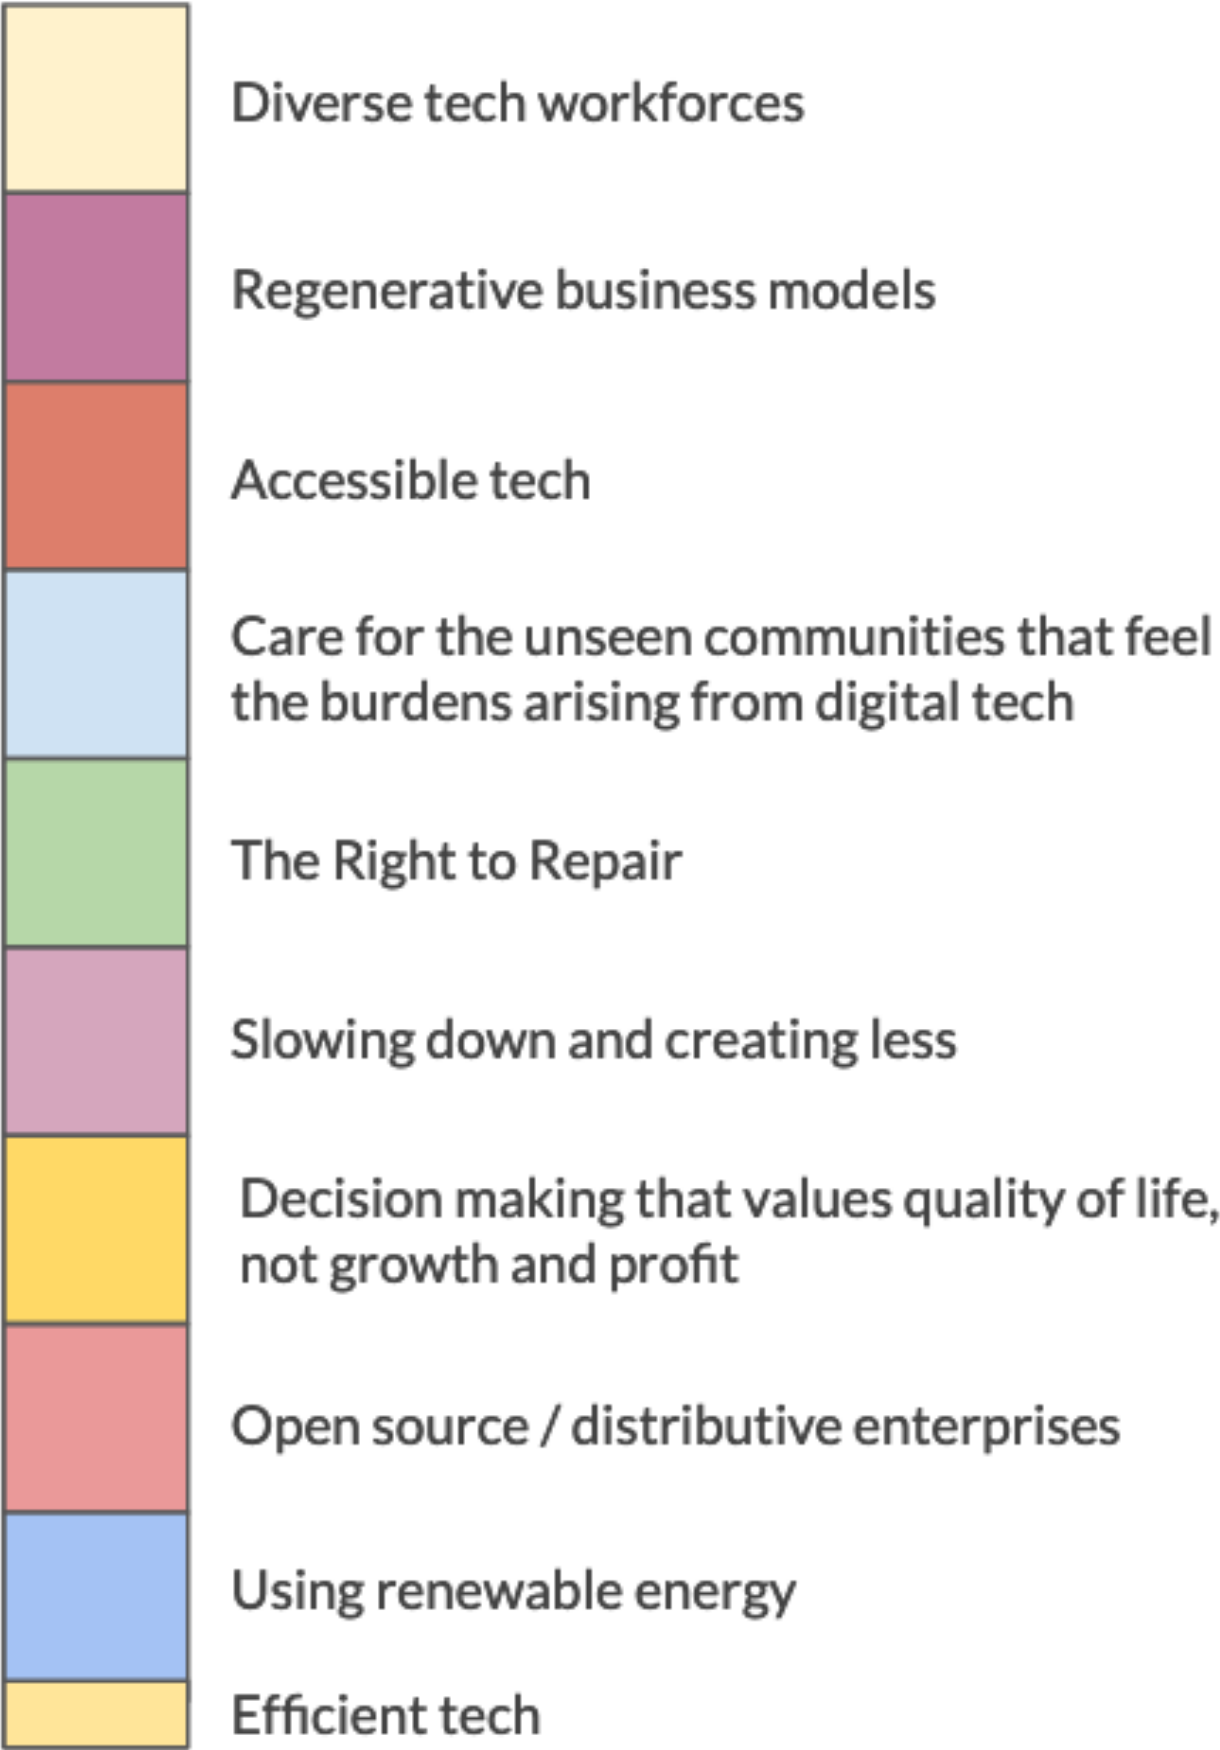 Diverse tech workforces
Regenerative business models
Accessible tech
Care for the unseen communities that feel
the burdens arising from digital tech
The Right to Repair
Slowing down and creating less
Decision making that values quality of life,
not growth and profit
Open source / distributive enterprises
Using renewable energy
Efficient tech